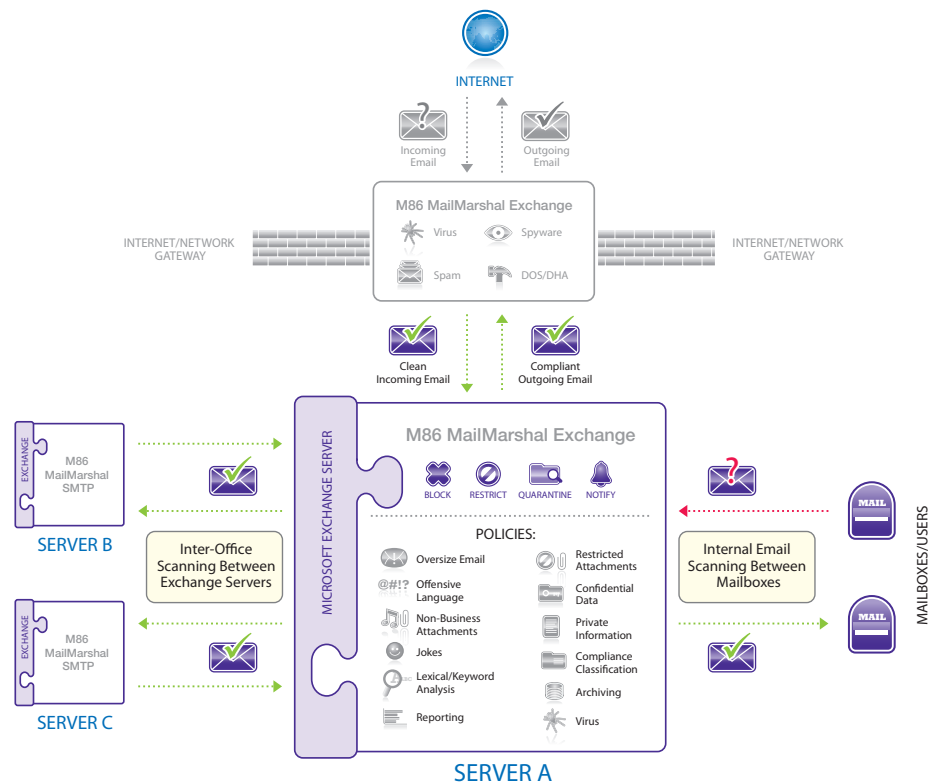 INTERNET
Incoming
Email
Outgoing
Email
M86 MailMarshal Exchange
Virus
Spyware
Spam
DOS/DHA
INTERNET/NETWORK
GATEWAY
INTERNET/NETWORK
GATEWAY
Clean
Incoming Email
Compliant
Outgoing Email
EXCHANGE
M86
MailMarshal
SMTP
SERVER B
Inter-Office
Scanning Between
Exchange Servers
EXCHANGE
M86
MailMarshal
SMTP
SERVER C
MICROSOFT EXCHANGE SERVER
M86 MailMarshal Exchange
BLOCK
RESTRICT
QUARANTINE
NOTIFY
POLICIES:
Oversize Email
@#!?
Offensive
Language
Non-Business
Attachments
Jokes
Lexical/Keyword
Analysis
Reporting
Restricted
Attachments
Confidential
Data
Private
Information
Compliance
Classification
Archiving
Virus
SERVER A
Internal Email
Scanning Between
Mailboxes
MAIL
MAIL
MAILBOXES/USERS